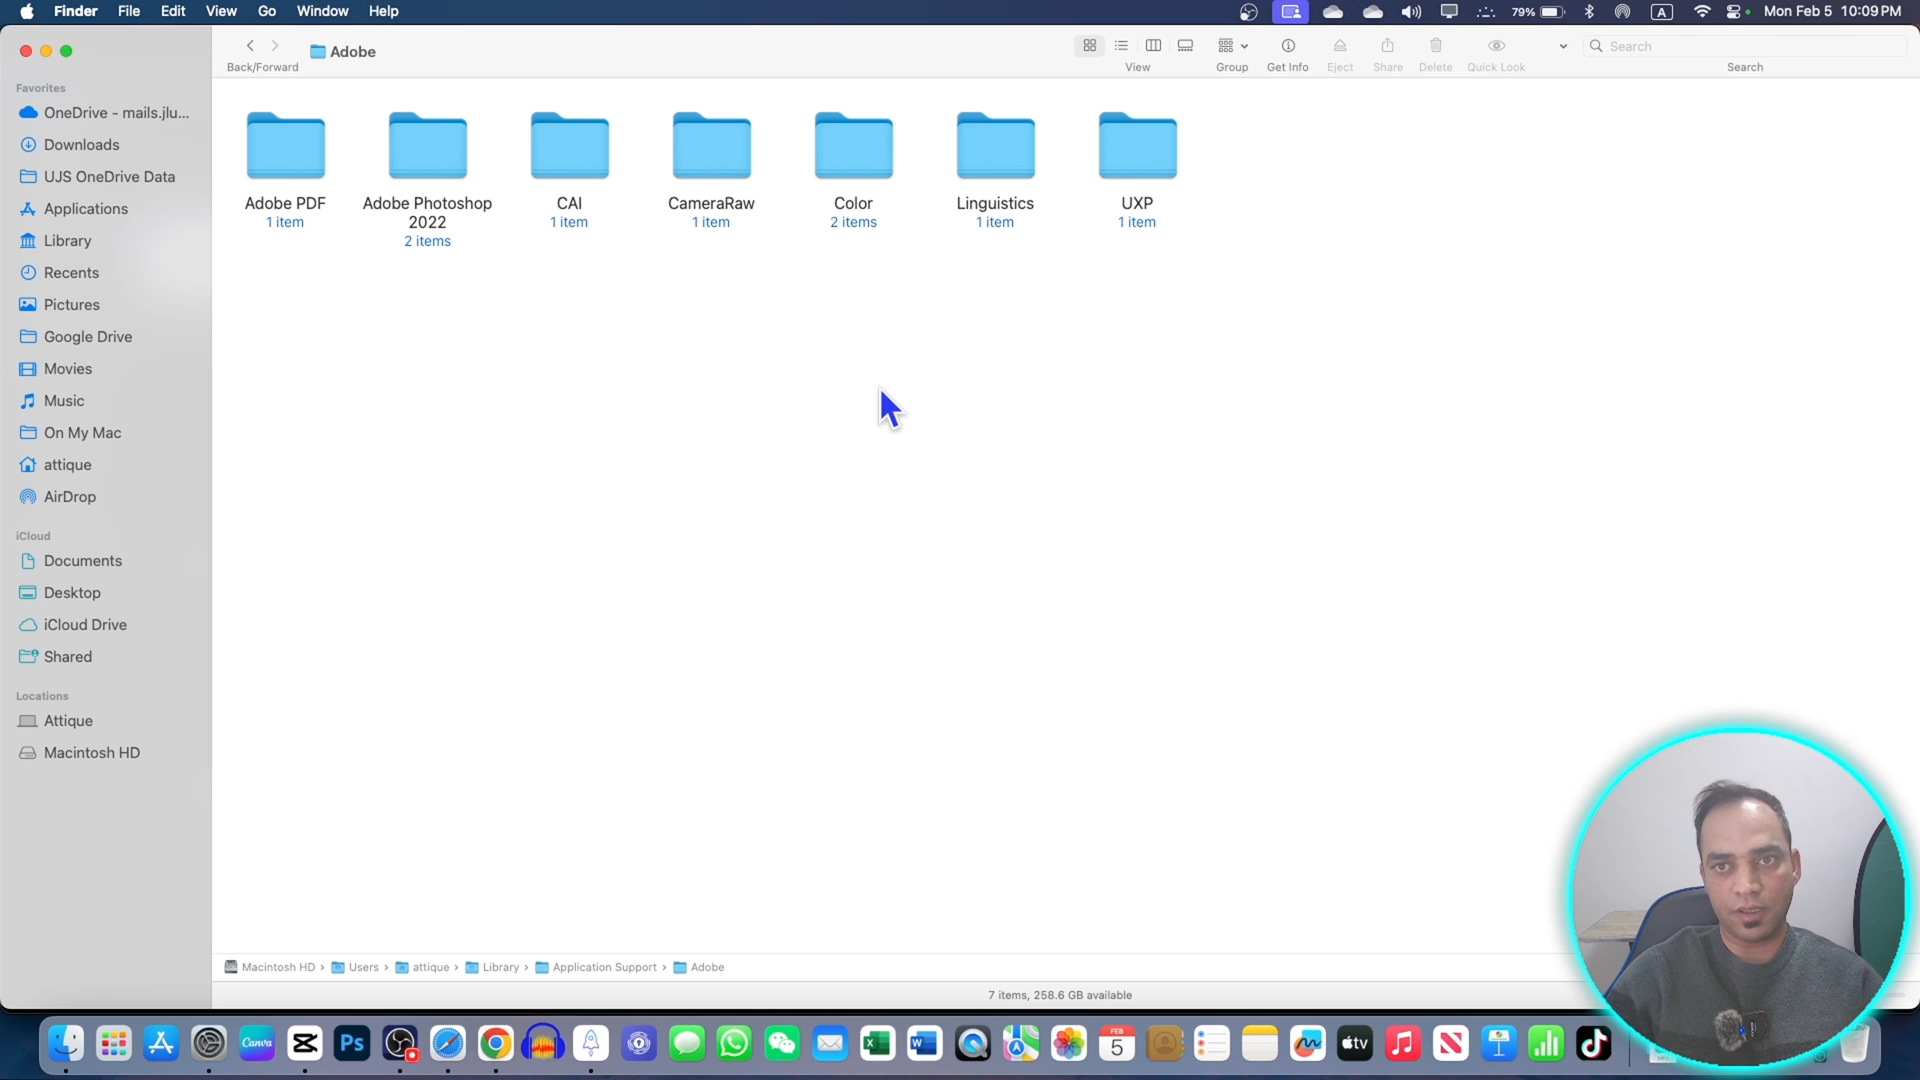 Finder File Edit View Go Window Help
79% A Mon Feb 5 10:09 PM
Adobe
Search
Back/Forward
View Group Get Info Eject Share Delete Quick Look Search
Favorites
OneDrive - mails.jlu...
Downloads
UJS OneDrive Data
Applications
Library
Recents
Pictures
Google Drive
Movies
Music
On My Mac
attique
AirDrop
iCloud
Documents
Desktop
iCloud Drive
Shared
Locations
Attique
Macintosh HD
Adobe PDF
1 item
Adobe Photoshop
2022
2 items
CAI
1 item
CameraRaw
1 item
Color
2 items
Linguistics
1 item
UXP
1 item
Macintosh HD › Users › attique › Library › Application Support › Adobe
7 items, 258.6 GB available
Canva
Ps
X
W
FEB
5
tv
N